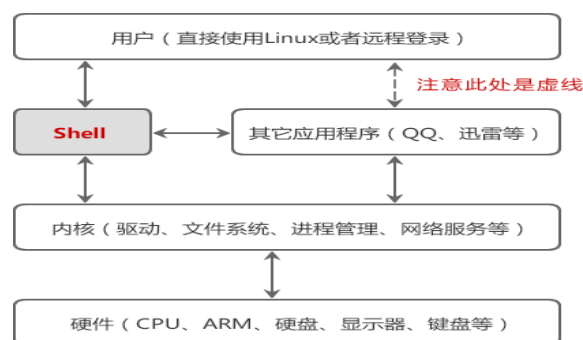 用户（直接使用Linux或者远程登录）
注意此处是虚线
Shell
其它应用程序（QQ、迅雷等）
内核（驱动、文件系统、进程管理、网络服务等）
硬件（CPU、ARM、硬盘、显示器、键盘等）